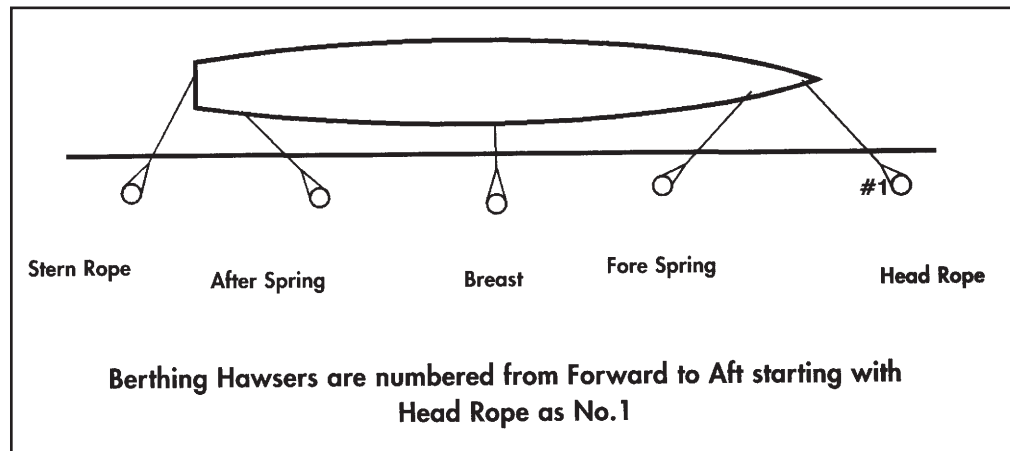 #1
Stern Rope
After Spring
Breast
Fore Spring
Head Rope
Berthing Hawsers are numbered from Forward to Aft starting with
Head Rope as No.1